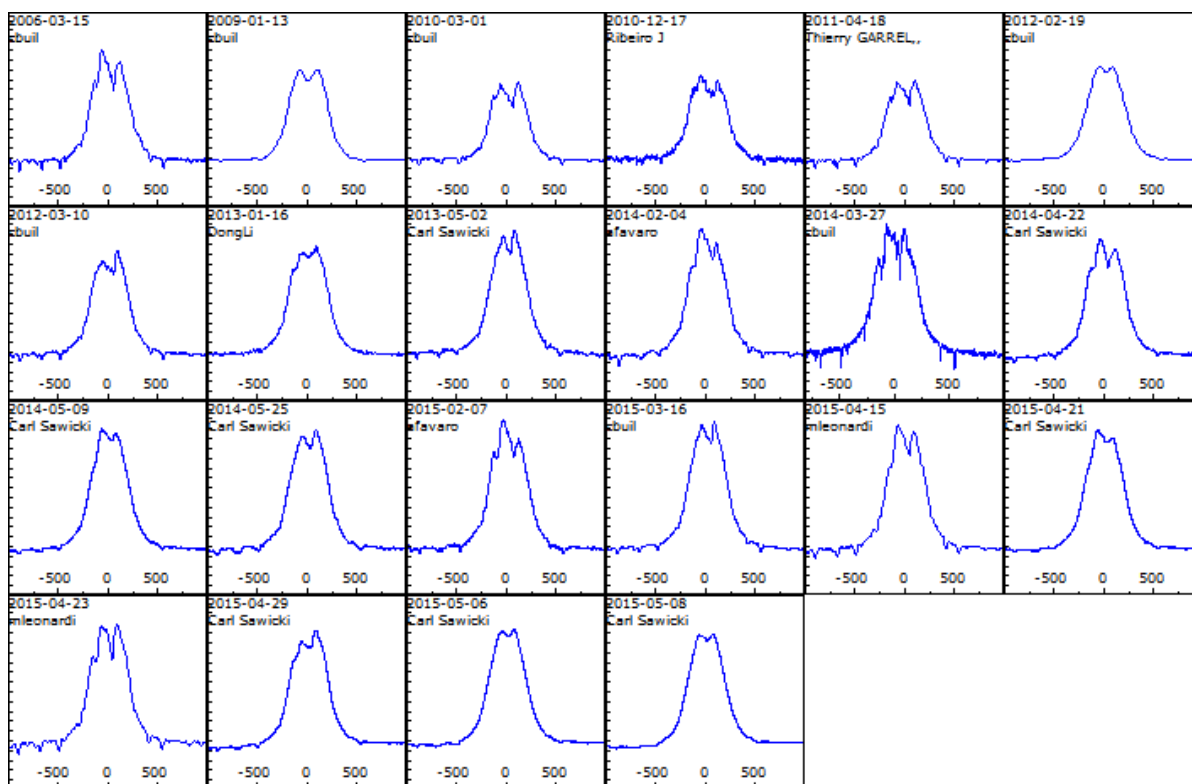 2006-03-15
cbuil
-500 0 500
2009-01-13
cbuil
-500 0 500
2010-03-01
cbuil
-500 0 500
2010-12-17
Ribeiro J
-500 0 500
2011-04-18
Thierry GARREL,,
-500 0 500
2012-02-19
cbuil
-500 0 500
2012-03-10
cbuil
-500 0 500
2013-01-16
DongLi
-500 0 500
2013-05-02
Carl Sawicki
-500 0 500
2014-02-04
afavaro
-500 0 500
2014-03-27
cbuil
-500 0 500
2014-04-22
Carl Sawicki
-500 0 500
2014-05-09
Carl Sawicki
-500 0 500
2014-05-25
Carl Sawicki
-500 0 500
2015-02-07
afavaro
-500 0 500
2015-03-16
cbuil
-500 0 500
2015-04-15
mleonardi
-500 0 500
2015-04-21
Carl Sawicki
-500 0 500
2015-04-23
mleonardi
-500 0 500
2015-04-29
Carl Sawicki
-500 0 500
2015-05-06
Carl Sawicki
-500 0 500
2015-05-08
Carl Sawicki
-500 0 500